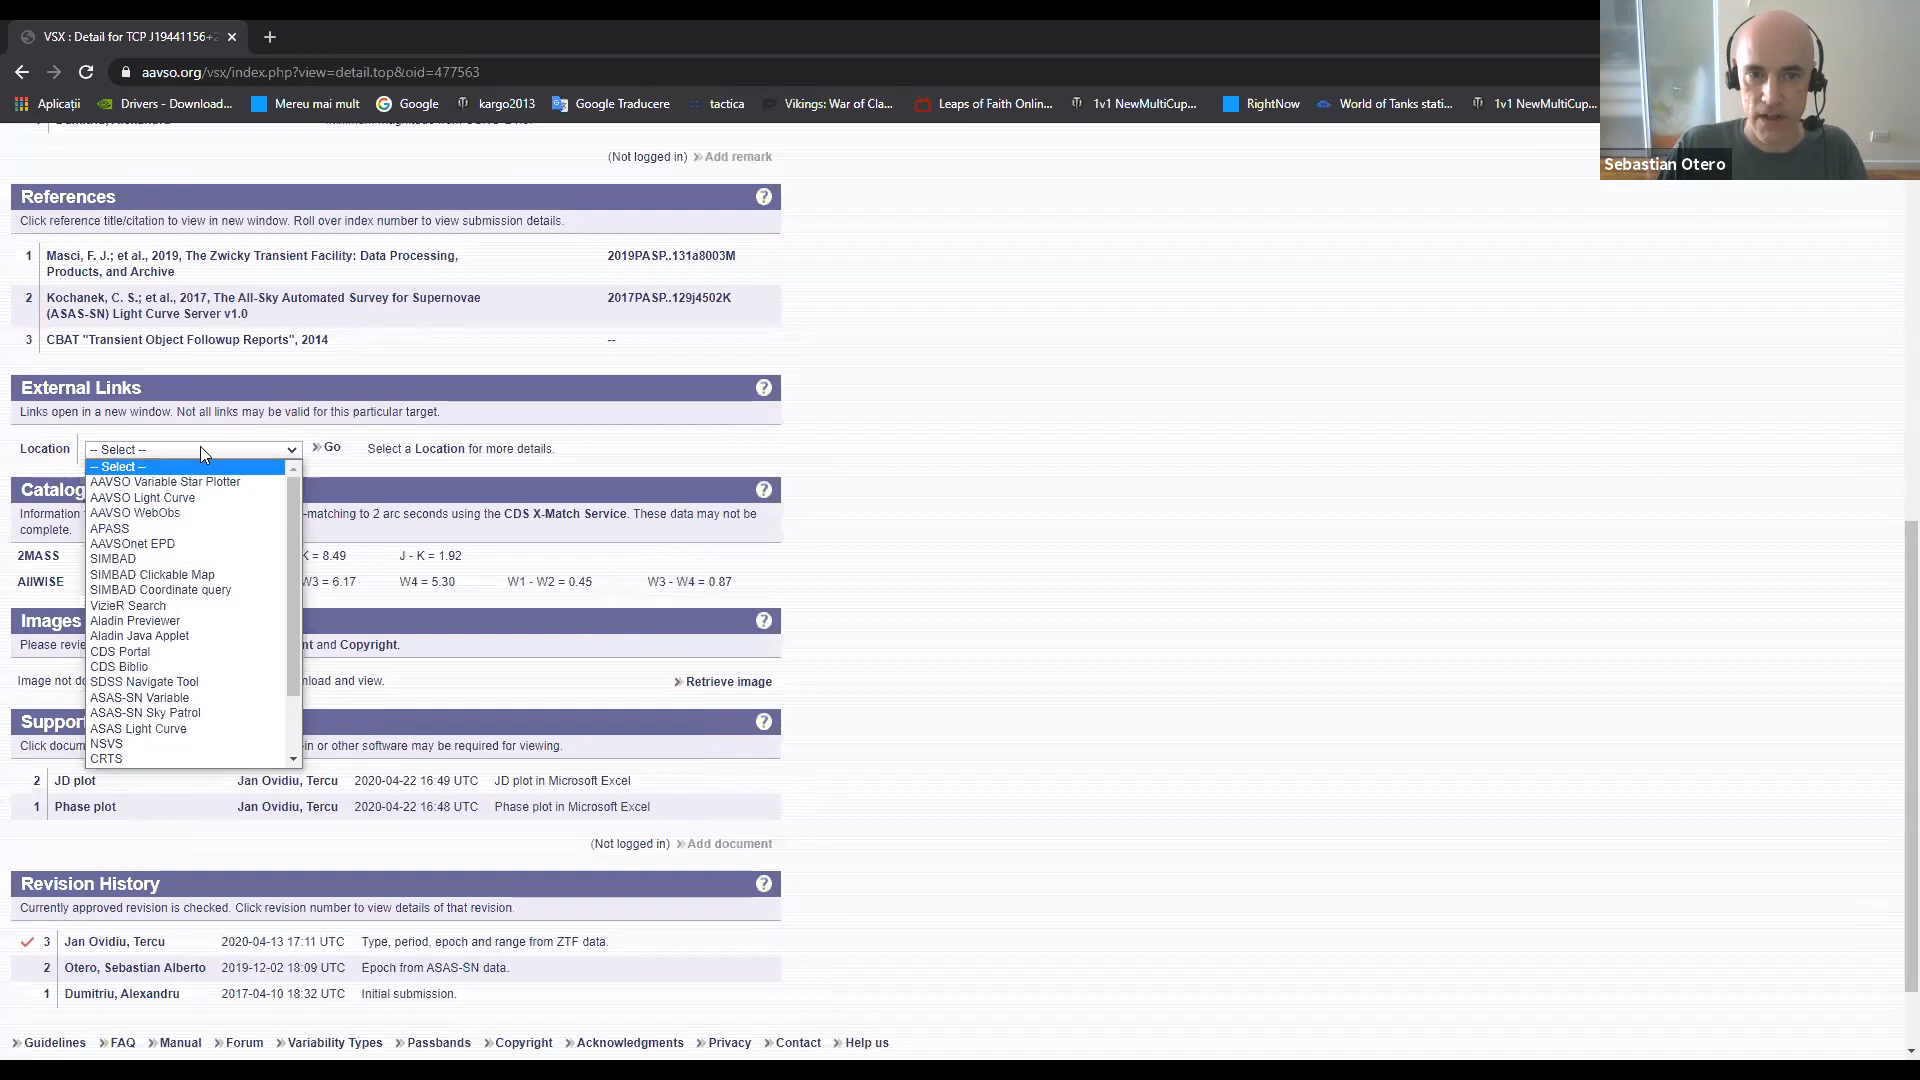 VSX : Detail for TCP J19441156+2
aavso.org/vsx/index.php?view=detail.top&oid=477563
Aplicații
Drivers - Download...
Mereu mai mult
Google
kargo2013
Google Traducere
tactica
Vikings: War of Cla...
Leaps of Faith Onlin...
1v1 NewMultiCup...
RightNow
World of Tanks stati...
1v1 NewMultiCup...
Sebastian Otero
(Not logged in) Add remark
References
Click reference title/citation to view in new window. Roll over index number to view submission details.
1 Masci, F. J.; et al., 2019, The Zwicky Transient Facility: Data Processing, 2019PASP..131a8003M
Products, and Archive
2 Kochanek, C. S.; et al., 2017, The All-Sky Automated Survey for Supernovae 2017PASP..129j4502K
(ASAS-SN) Light Curve Server v1.0
3 CBAT "Transient Object Followup Reports", 2014 --
External Links
Links open in a new window. Not all links may be valid for this particular target.
Location -- Select -- Go Select a Location for more details.
-- Select --
AAVSO Variable Star Plotter
AAVSO Light Curve
AAVSO WebObs
APASS
AAVSOnet EPD
SIMBAD
SIMBAD Clickable Map
SIMBAD Coordinate query
VizieR Search
Aladin Previewer
Aladin Java Applet
CDS Portal
CDS Biblio
SDSS Navigate Tool
ASAS-SN Variable
ASAS-SN Sky Patrol
ASAS Light Curve
NSVS
CRTS
Catalog
Information -matching to 2 arc seconds using the CDS X-Match Service. These data may not be
complete.
2MASS K = 8.49 J - K = 1.92
AllWISE W3 = 6.17 W4 = 5.30 W1 - W2 = 0.45 W3 - W4 = 0.87
Images
Please revie nt and Copyright.
Image not do nload and view. Retrieve image
Suppor
Click docum -in or other software may be required for viewing.
2 JD plot Jan Ovidiu, Tercu 2020-04-22 16:49 UTC JD plot in Microsoft Excel
1 Phase plot Jan Ovidiu, Tercu 2020-04-22 16:48 UTC Phase plot in Microsoft Excel
(Not logged in) Add document
Revision History
Currently approved revision is checked. Click revision number to view details of that revision.
3 Jan Ovidiu, Tercu 2020-04-13 17:11 UTC Type, period, epoch and range from ZTF data.
2 Otero, Sebastian Alberto 2019-12-02 18:09 UTC Epoch from ASAS-SN data.
1 Dumitriu, Alexandru 2017-04-10 18:32 UTC Initial submission.
Guidelines FAQ Manual Forum Variability Types Passbands Copyright Acknowledgments Privacy Contact Help us